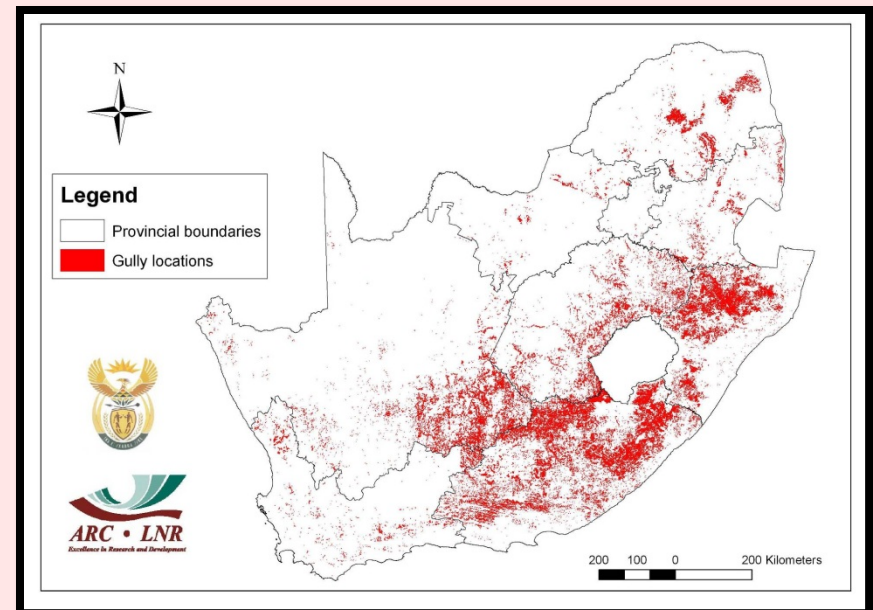 N
Legend
Provincial boundaries
Gully locations
ARC • LNR
Excellence in Research and Development
200 100 0 200 Kilometers